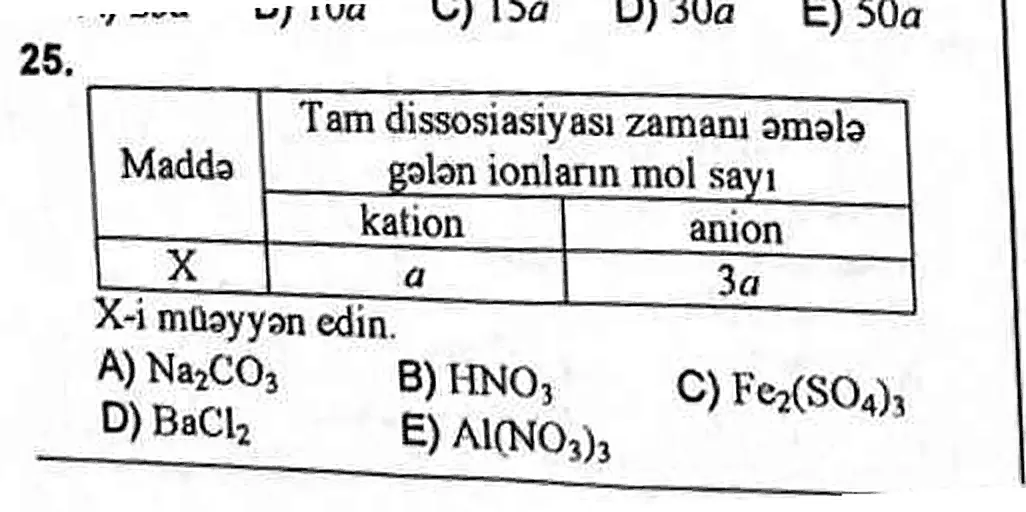 C) 15a D) 30a E) 50a
25.
Maddə
Tam dissosiasiyası zamanı əmələ
gələn ionların mol sayı
kation anion
X a 3a
X-i müəyyən edin.
A) Na₂CO₃ B) HNO₃ C) Fe₂(SO₄)₃
D) BaCl₂ E) Al(NO₃)₃